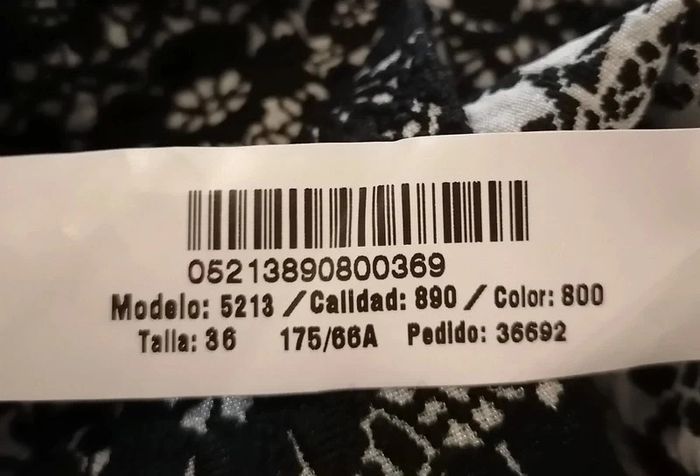 05213890800369
Modelo: 5213 / Calidad: 890 / Color: 800
Talla: 36 175/66A Pedido: 36692